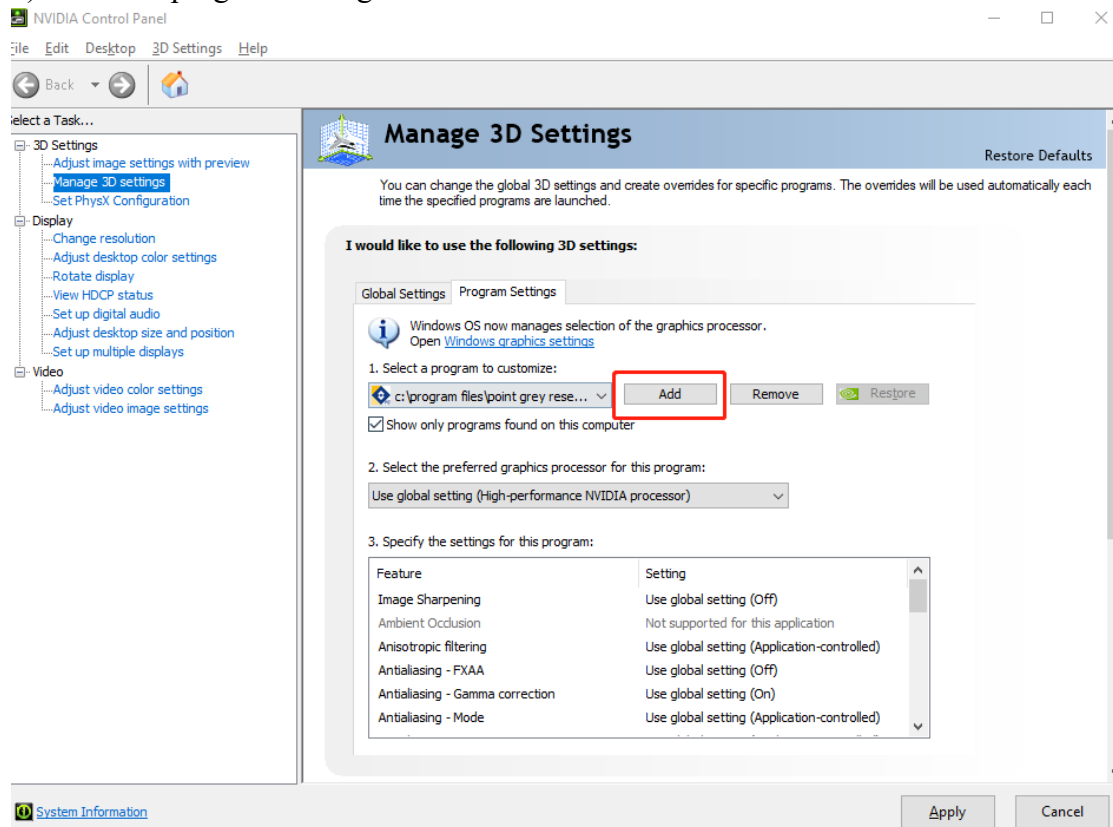 NVIDIA Control Panel
File Edit Desktop 3D Settings Help
Back
Select a Task...
3D Settings
Adjust image settings with preview
Manage 3D settings
Set PhysX Configuration
Display
Change resolution
Adjust desktop color settings
Rotate display
View HDCP status
Set up digital audio
Adjust desktop size and position
Set up multiple displays
Video
Adjust video color settings
Adjust video image settings
System Information
Manage 3D Settings
Restore Defaults
You can change the global 3D settings and create overrides for specific programs. The overrides will be used automatically each
time the specified programs are launched.
I would like to use the following 3D settings:
Global Settings Program Settings
Windows OS now manages selection of the graphics processor.
Open Windows graphics settings
1. Select a program to customize:
c:\program files\point grey rese... Add Remove Restore
Show only programs found on this computer
2. Select the preferred graphics processor for this program:
Use global setting (High-performance NVIDIA processor)
3. Specify the settings for this program:
Feature Setting
Image Sharpening Use global setting (Off)
Ambient Occlusion Not supported for this application
Anisotropic filtering Use global setting (Application-controlled)
Antialiasing - FXAA Use global setting (Off)
Antialiasing - Gamma correction Use global setting (On)
Antialiasing - Mode Use global setting (Application-controlled)
Apply Cancel